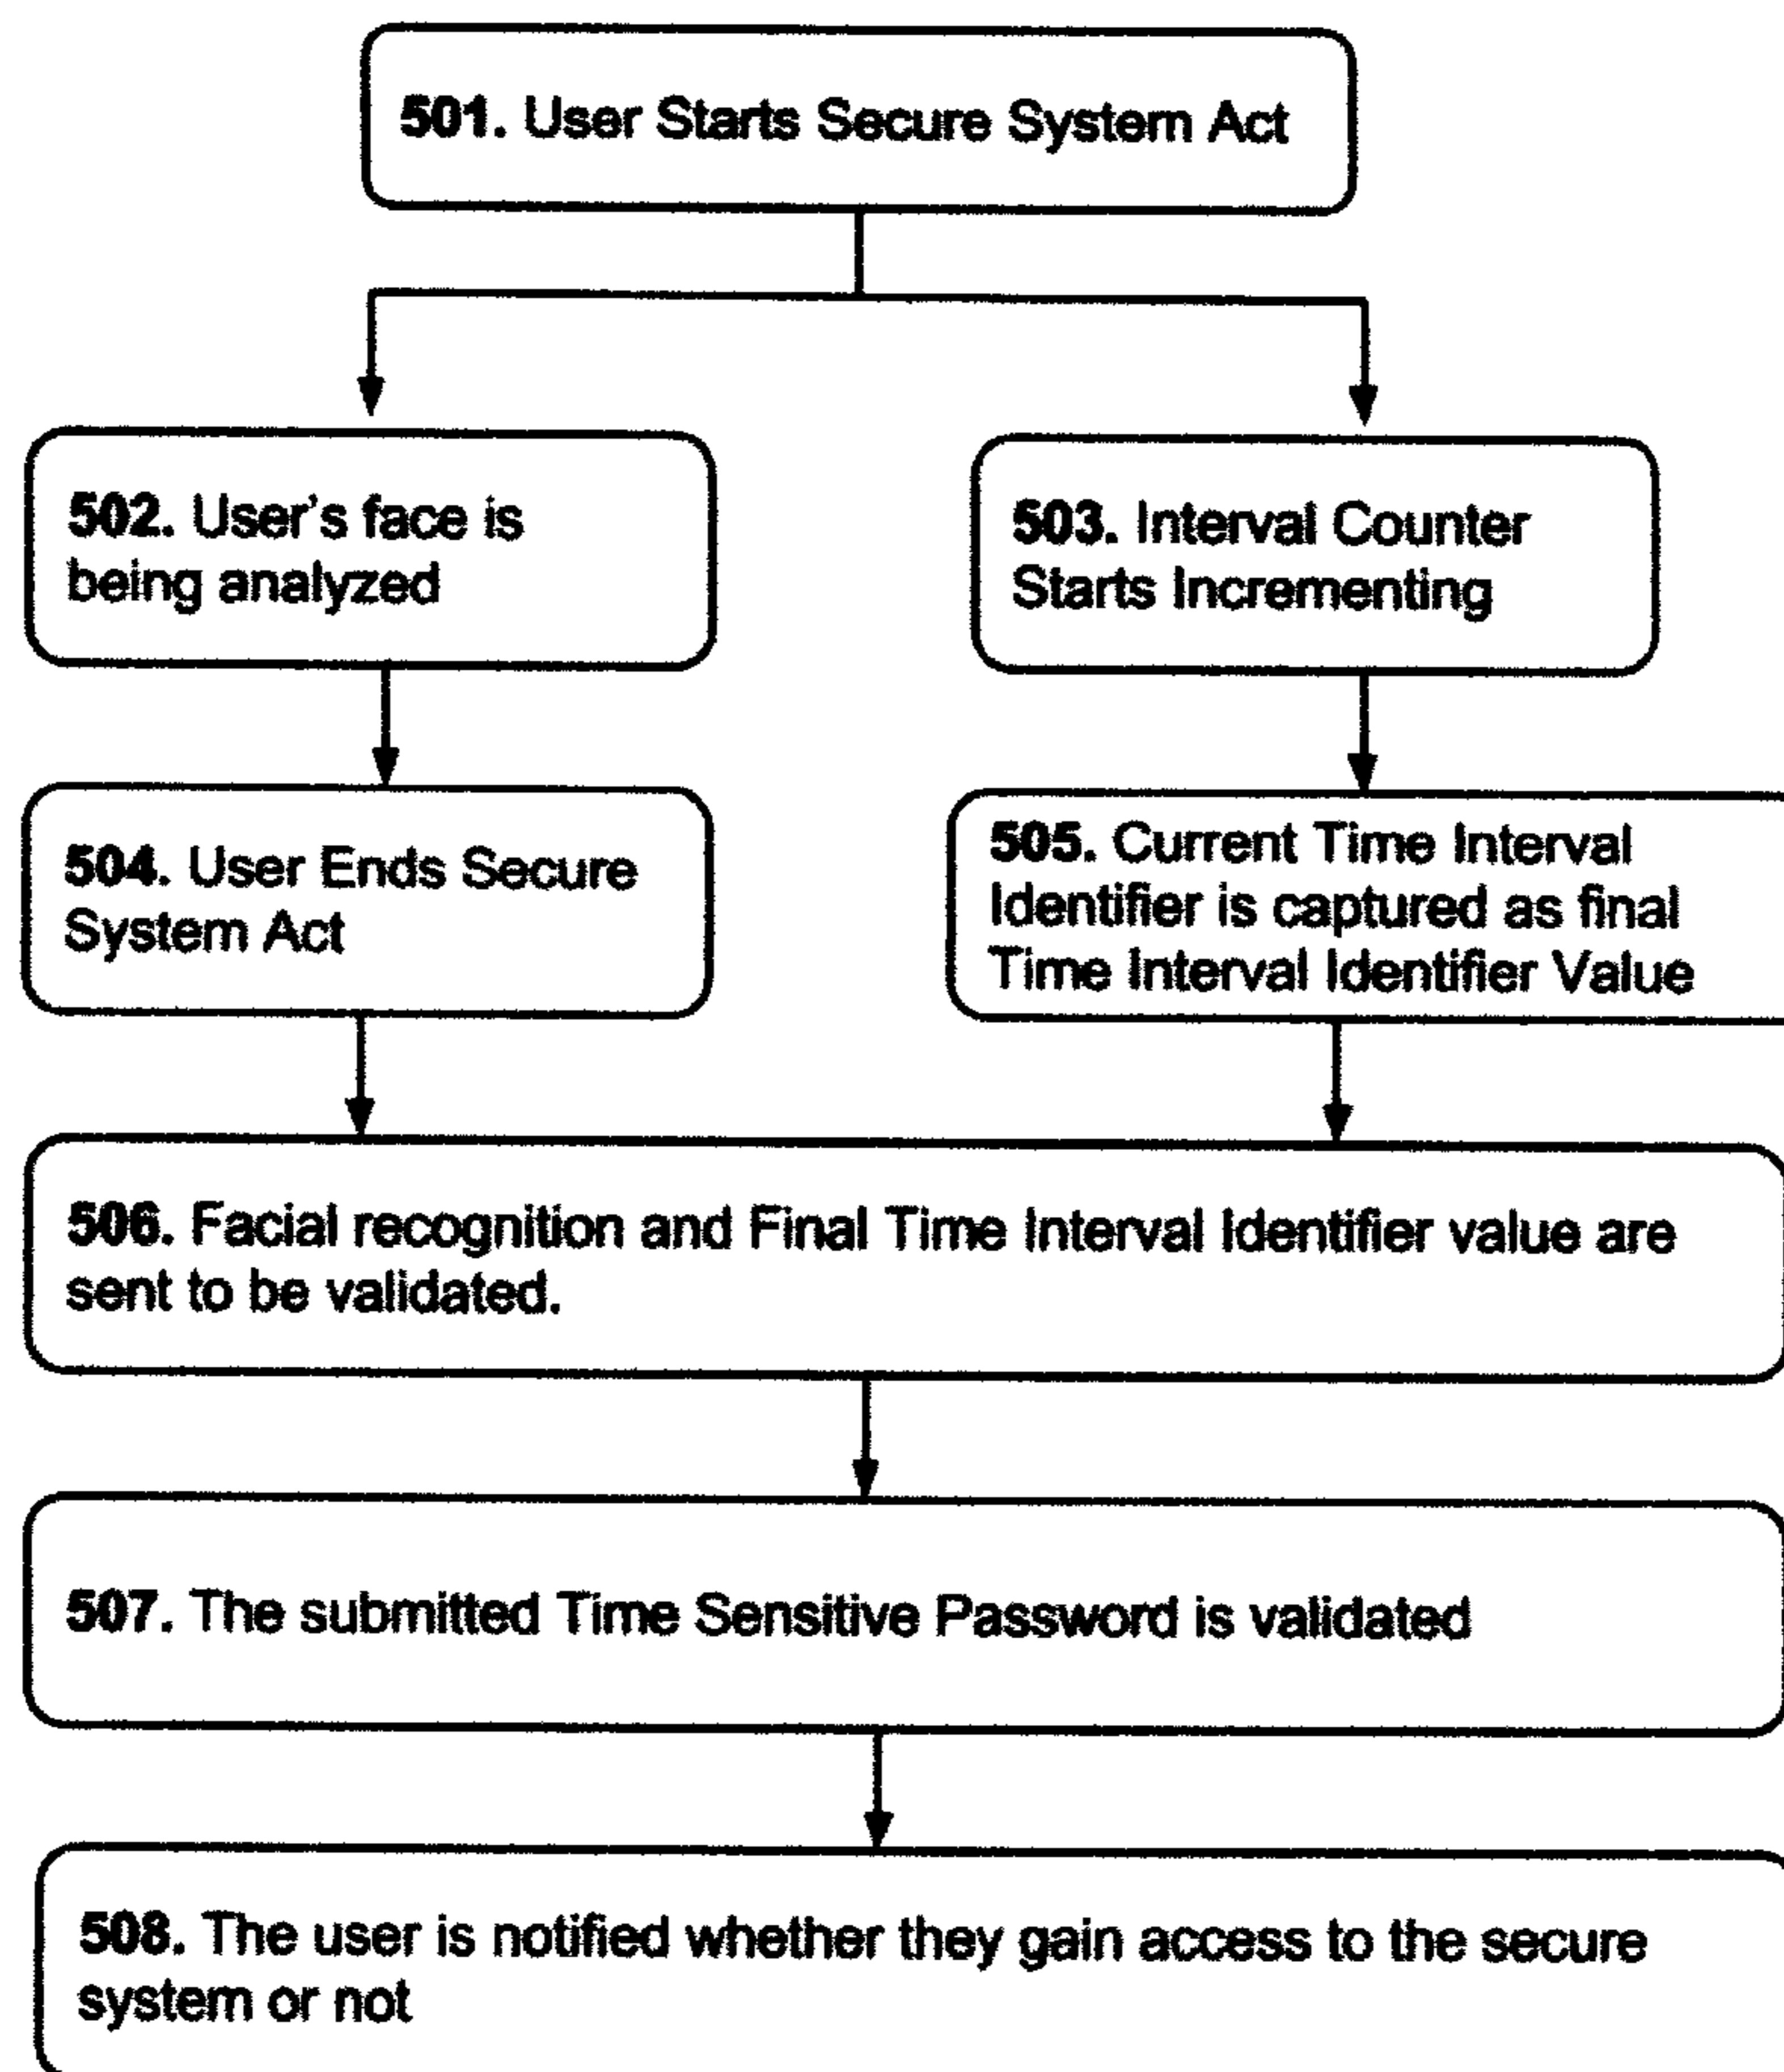 501. User Starts Secure System Act
502. User's face is
being analyzed
503. Interval Counter
Starts Incrementing
504. User Ends Secure
System Act
505. Current Time Interval
Identifier is captured as final
Time Interval Identifier Value
506. Facial recognition and Final Time Interval Identifier value are
sent to be validated.
507. The submitted Time Sensitive Password is validated
508. The user is notified whether they gain access to the secure
system or not